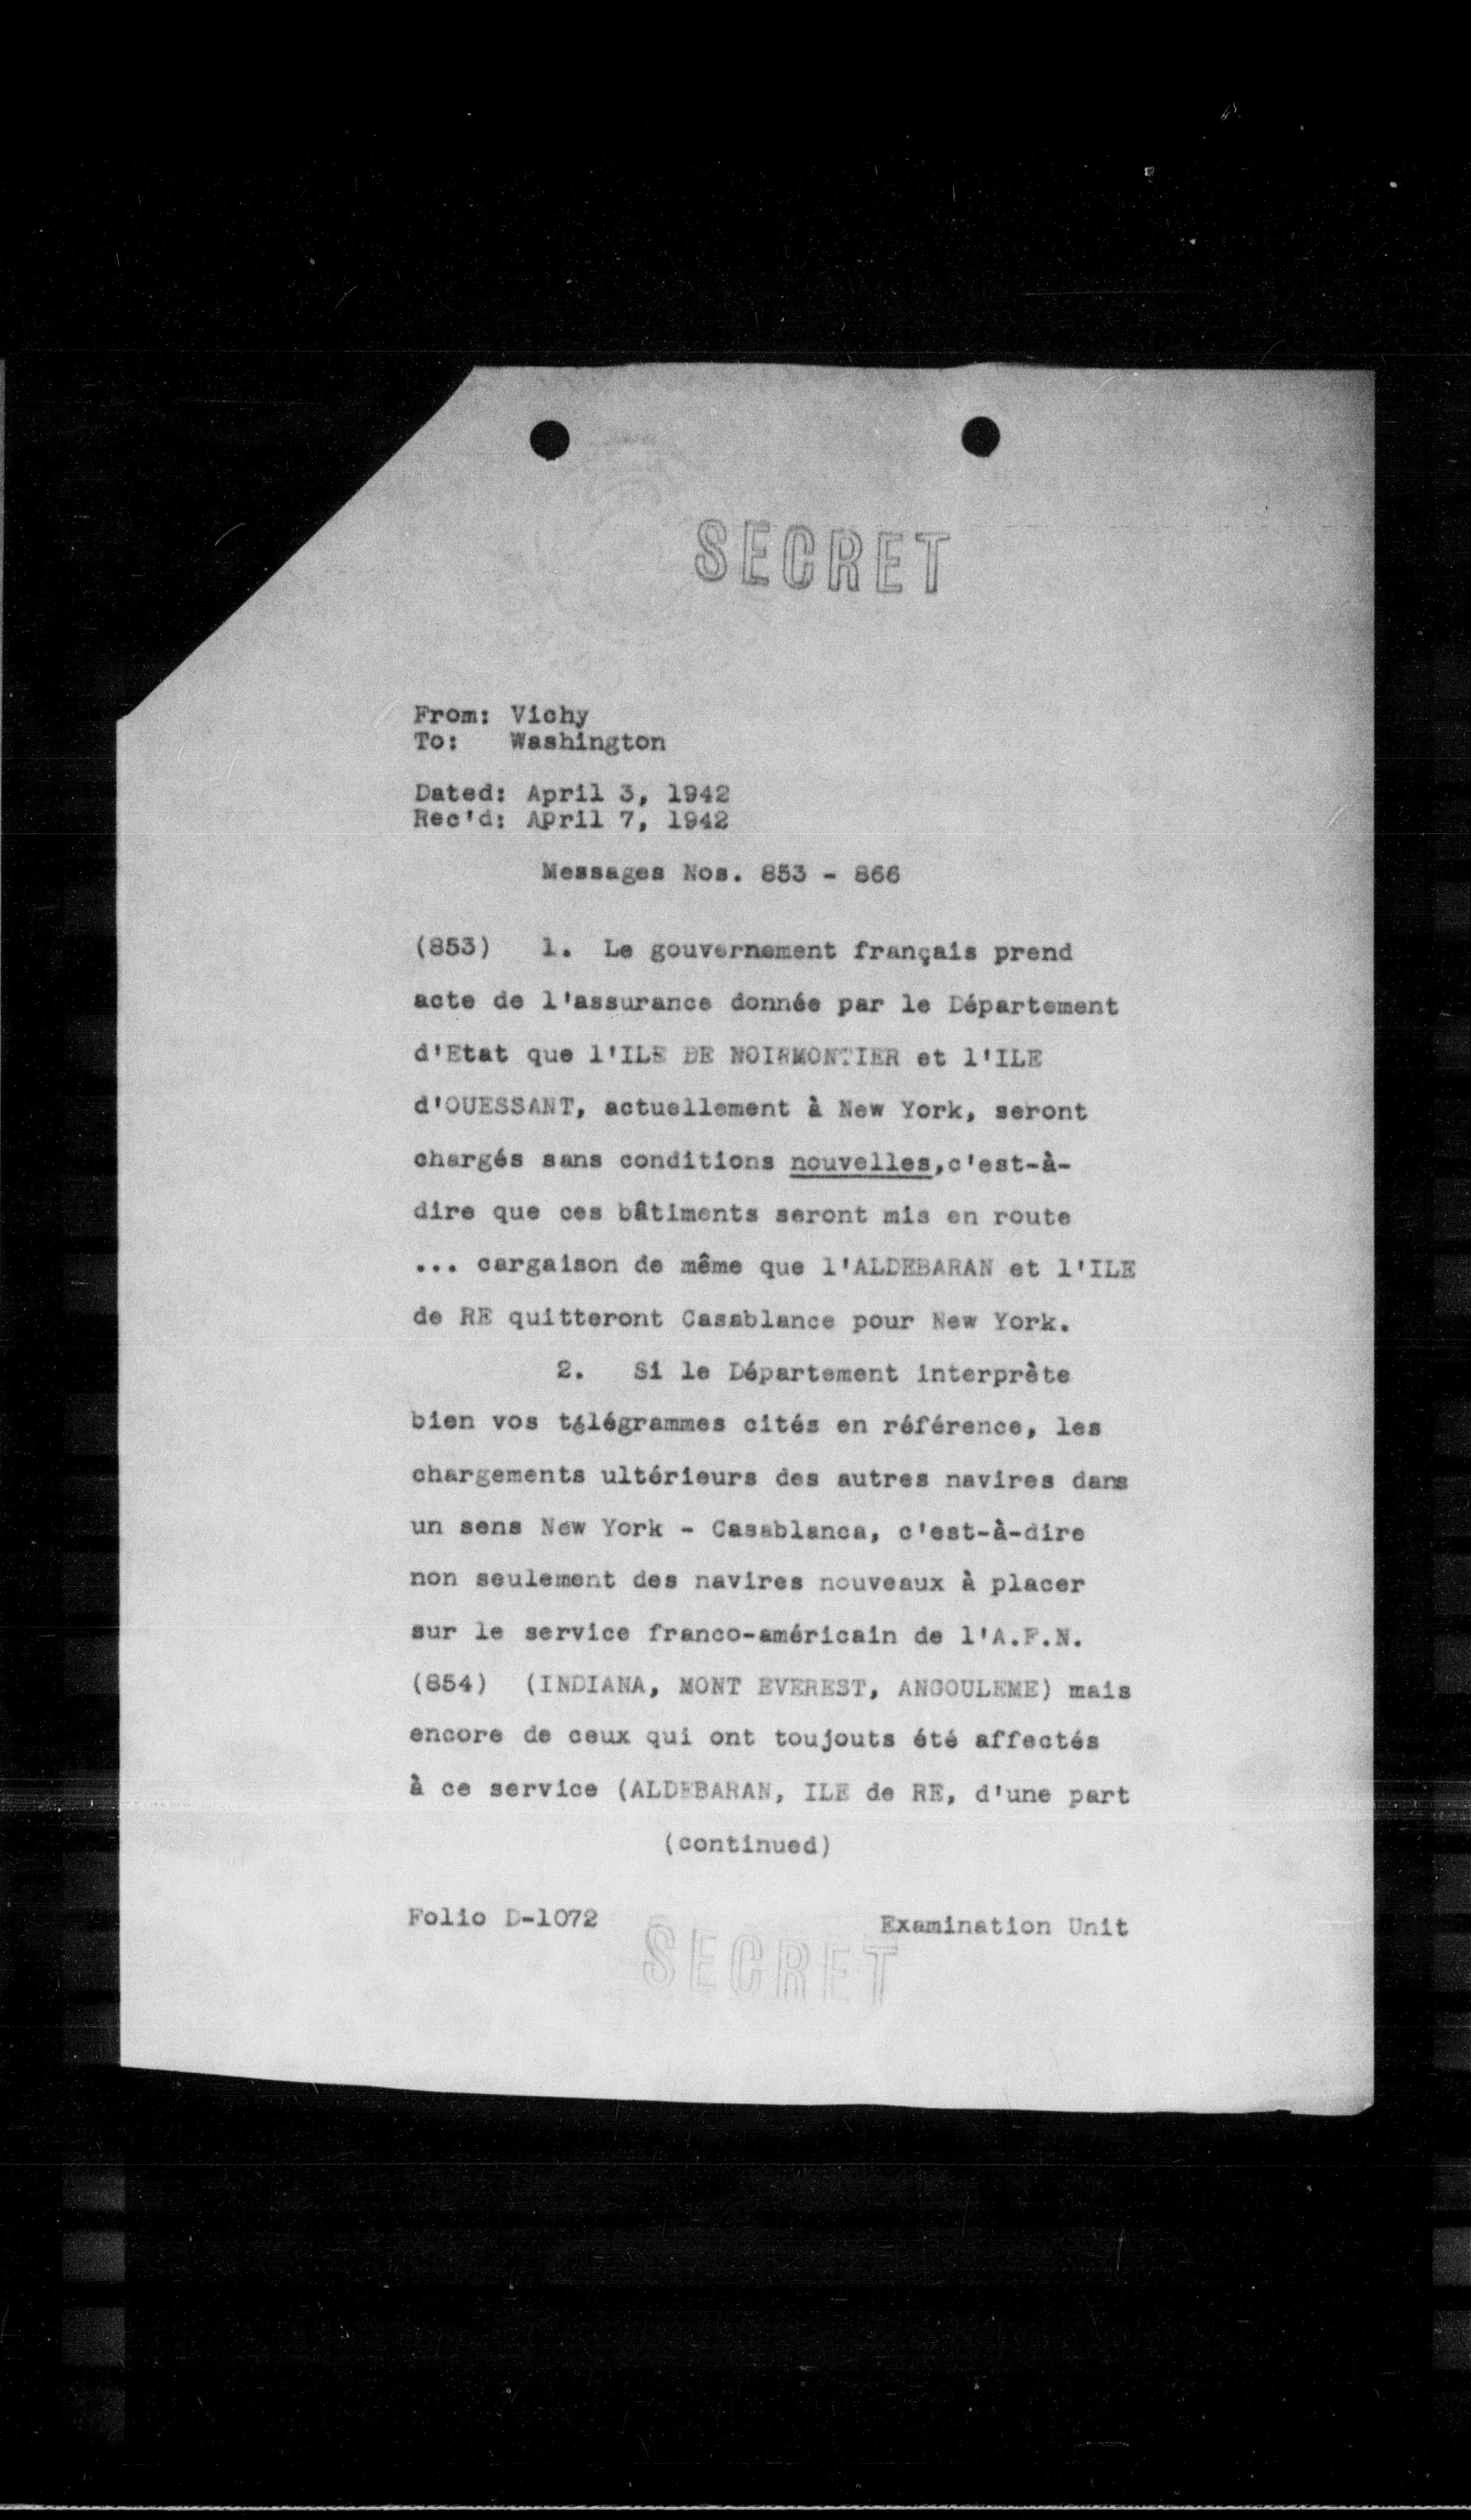 SECRET
From: Vichy
To: Washington
Dated: April 3, 1942
Rec'd: April 7, 1942
Messages Nos. 853 - 866
(853) 1. Le gouvernement français prend
acte de l'assurance donnée par le Département
d'Etat que l'ILE DE NOIRMONTIER et l'ILE
d'OUESSANT, actuellement à New York, seront
chargés sans conditions nouvelles,c'est-à-
dire que ces bâtiments seront mis en route
... cargaison de même que l'ALDEBARAN et l'ILE
de RE quitteront Casablance pour New York.
2. Si le Département interprète
bien vos télégrammes cités en référence, les
chargements ultérieurs des autres navires dans
un sens New York - Casablanca, c'est-à-dire
non seulement des navires nouveaux à placer
sur le service franco-américain de l'A.F.N.
(854) (INDIANA, MONT EVEREST, ANGOULEME) mais
encore de ceux qui ont toujouts été affectés
à ce service (ALDEBARAN, ILE de RE, d'une part
(continued)
Folio D-1072 Examination Unit
SECRET